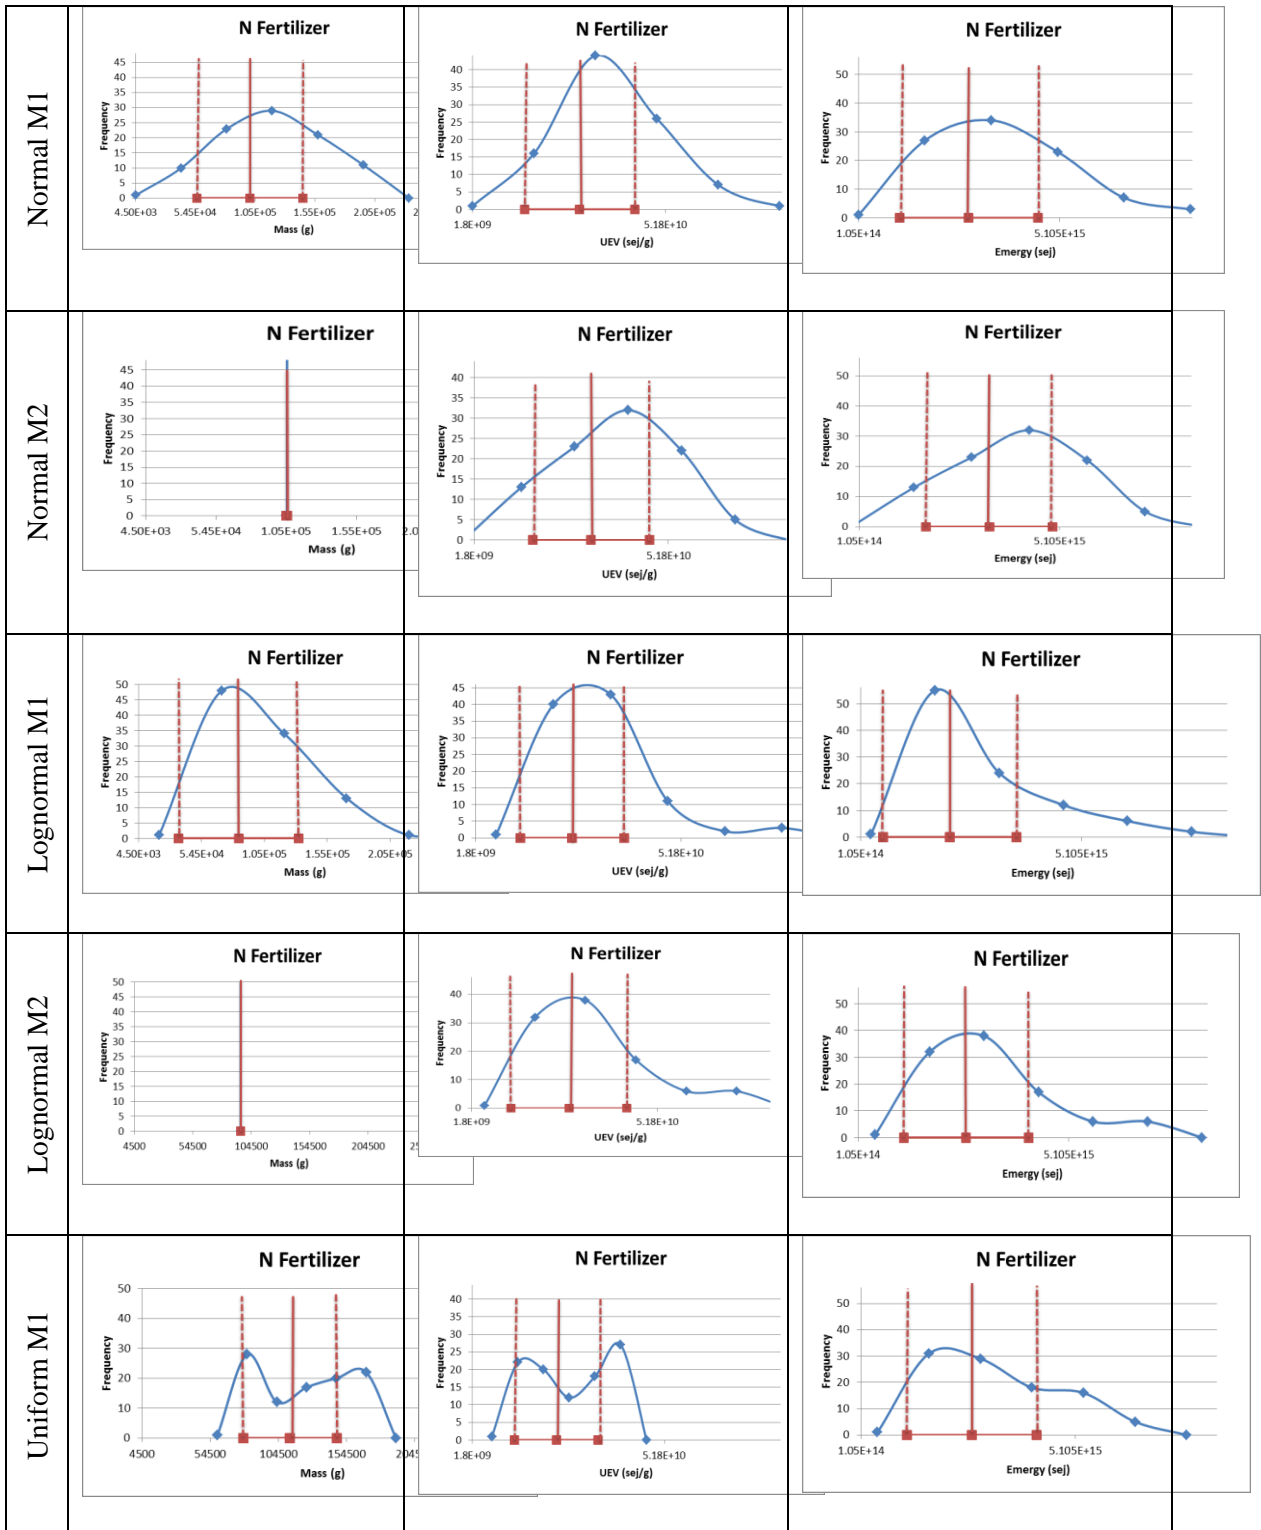 Normal M1
N Fertilizer
45
40
35
30
25
20
15
10
5
0
Frequency
4.50E+03 5.45E+04 1.05E+05 1.55E+05 2.05E+05 2
Mass (g)
N Fertilizer
40
35
30
25
20
15
10
5
0
Frequency
1.8E+09 5.18E+10
UEV (sej/g)
N Fertilizer
50
40
30
20
10
0
Frequency
1.05E+14 5.105E+15
Emergy (sej)
Normal M2
N Fertilizer
45
40
35
30
25
20
15
10
5
0
Frequency
4.50E+03 5.45E+04 1.05E+05 1.55E+05 2.0
Mass (g)
N Fertilizer
40
35
30
25
20
15
10
5
0
Frequency
1.8E+09 5.18E+10
UEV (sej/g)
N Fertilizer
50
40
30
20
10
0
Frequency
1.05E+14 5.105E+15
Emergy (sej)
Lognormal M1
N Fertilizer
50
45
40
35
30
25
20
15
10
5
0
Frequency
4.50E+03 5.45E+04 1.05E+05 1.55E+05 2.05E+05
Mass (g)
N Fertilizer
45
40
35
30
25
20
15
10
5
0
Frequency
1.8E+09 5.18E+10
UEV (sej/g)
N Fertilizer
50
40
30
20
10
0
Frequency
1.05E+14 5.105E+15
Emergy (sej)
Lognormal M2
N Fertilizer
50
45
40
35
30
25
20
15
10
5
0
Frequency
4500 54500 104500 154500 204500 25
Mass (g)
N Fertilizer
40
30
20
10
0
Frequency
1.8E+09 5.18E+10
UEV (sej/g)
N Fertilizer
50
40
30
20
10
0
Frequency
1.05E+14 5.105E+15
Emergy (sej)
Uniform M1
N Fertilizer
50
40
30
20
10
0
Frequency
4500 54500 104500 154500 2045
Mass (g)
N Fertilizer
40
35
30
25
20
15
10
5
0
Frequency
1.8E+09 5.18E+10
UEV (sej/g)
N Fertilizer
50
40
30
20
10
0
Frequency
1.05E+14 5.105E+15
Emergy (sej)